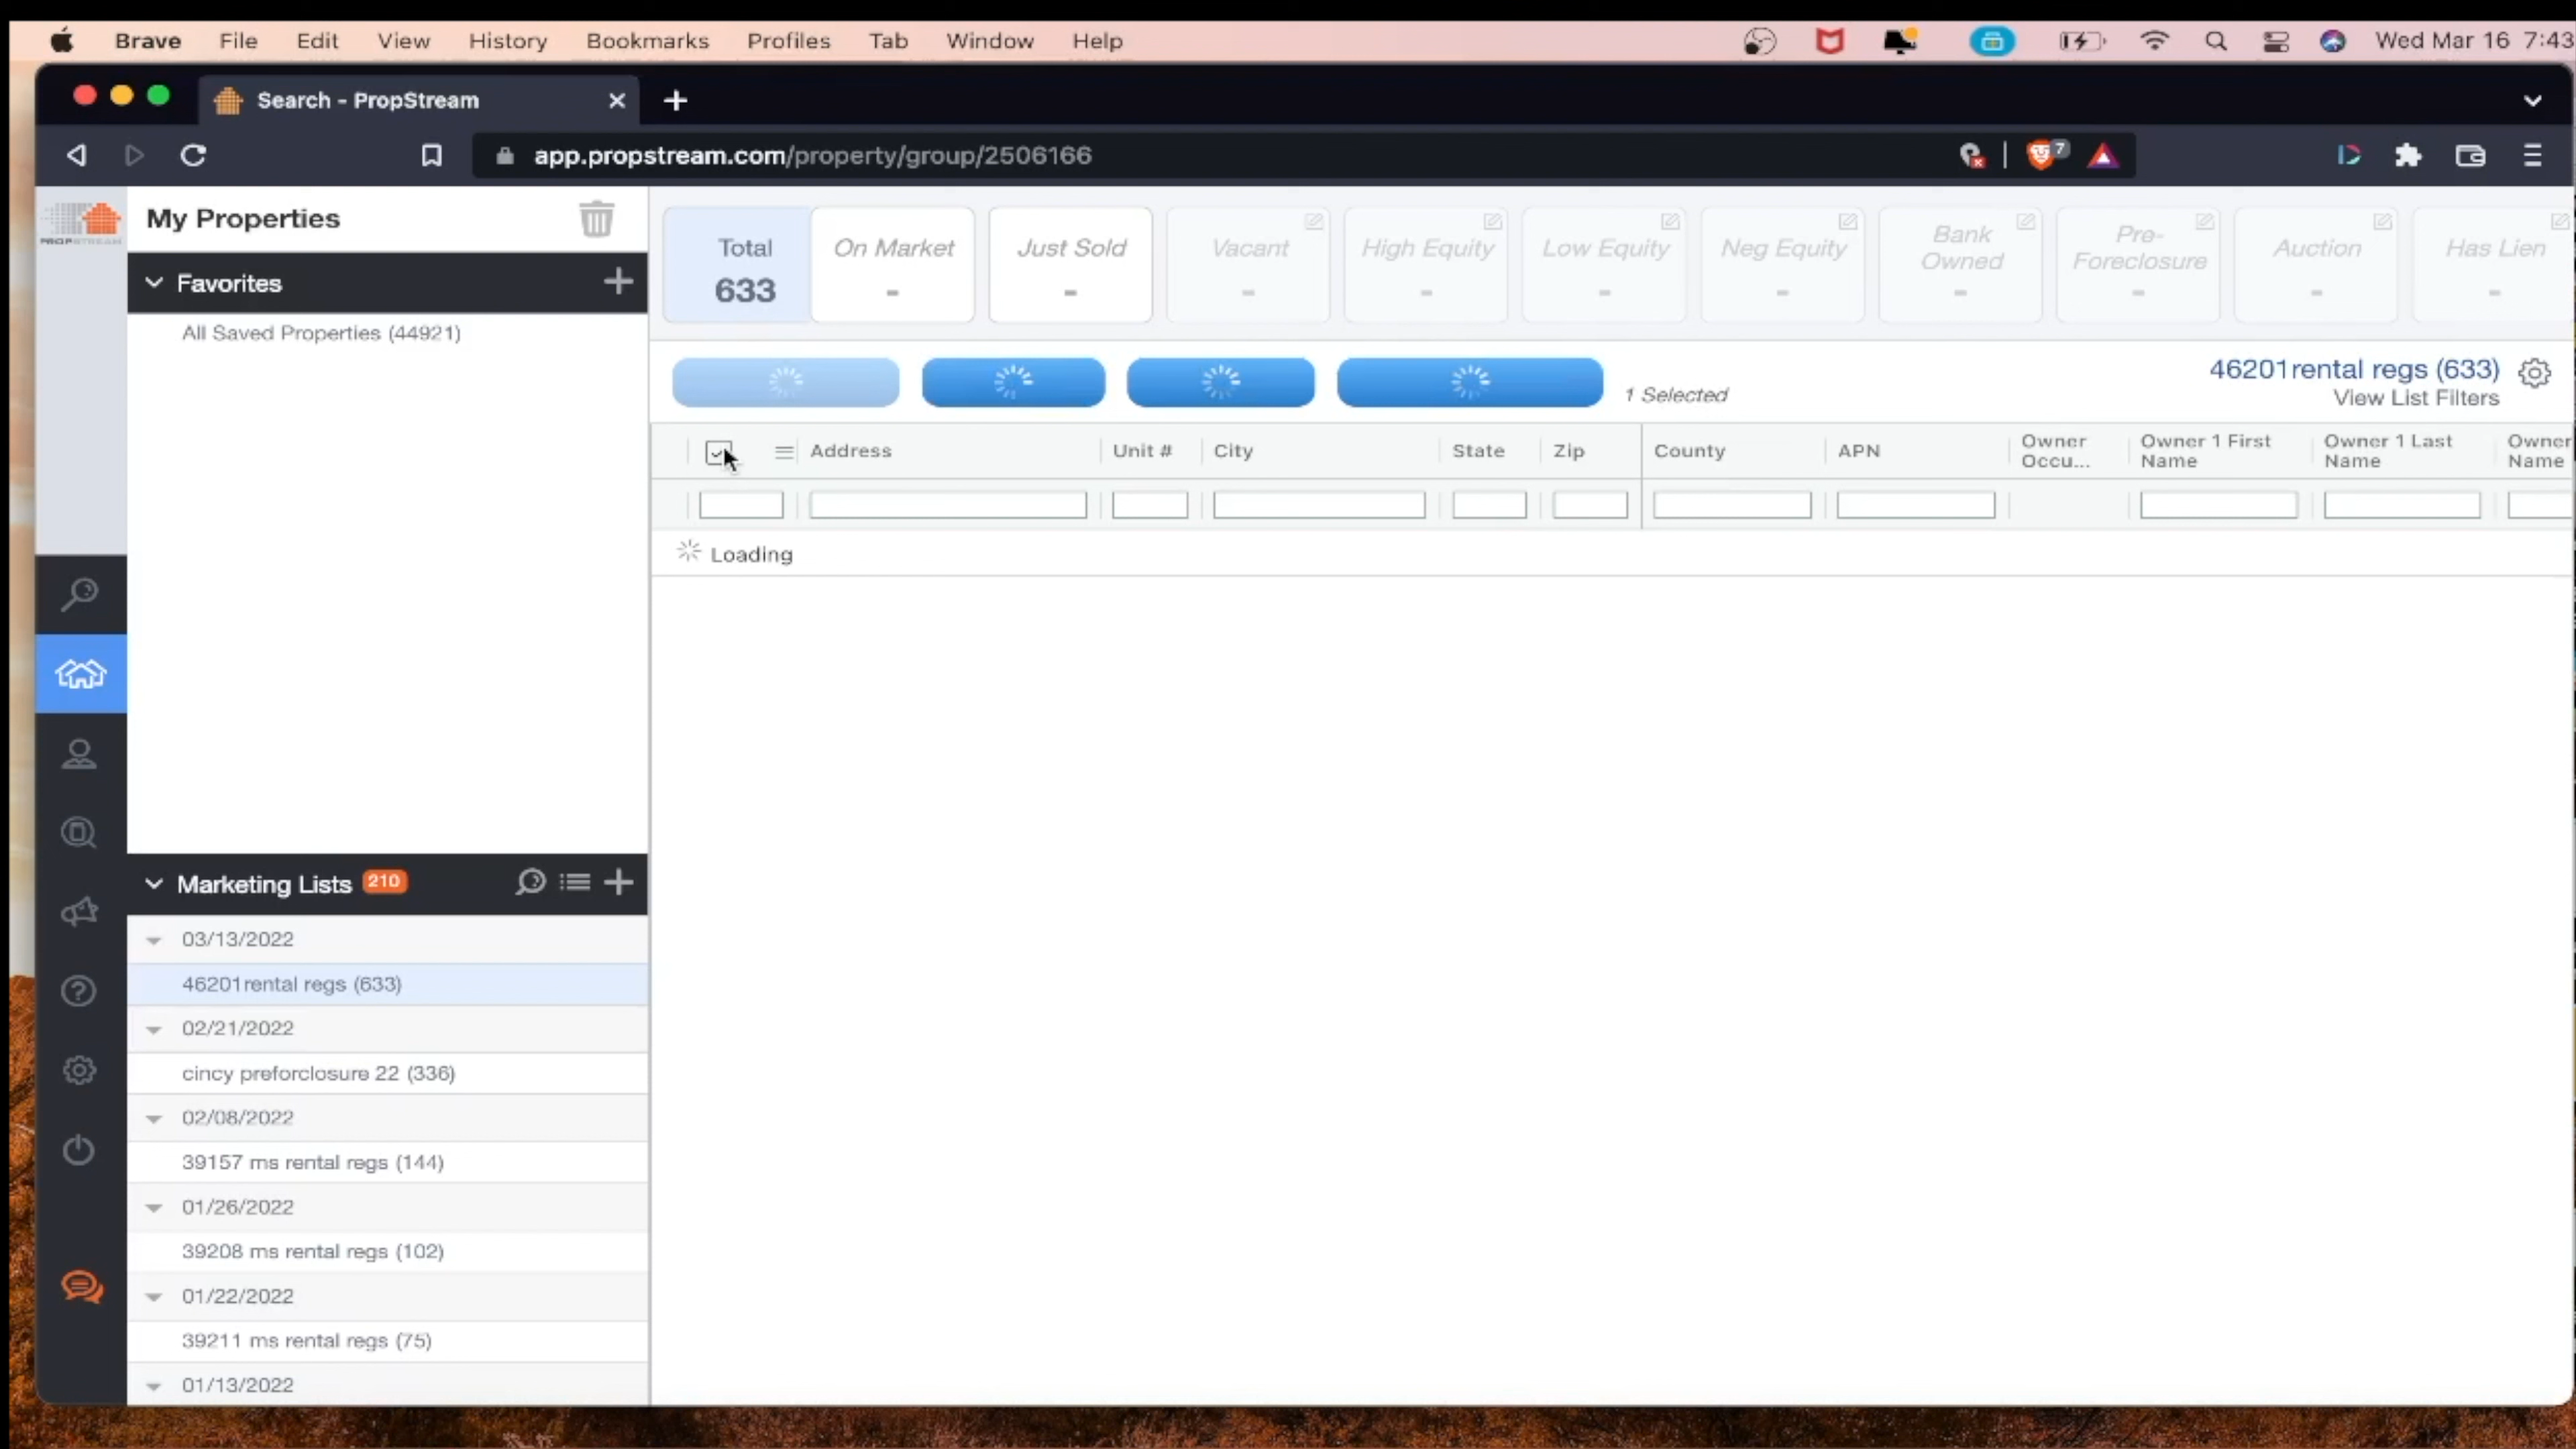 Brave File Edit View History Bookmarks Profiles Tab Window Help Wed Mar 16 7:43
Search - PropStream
app.propstream.com/property/group/2506166
7
PROPSTREAM
My Properties
Favorites
All Saved Properties (44921)
Total
633
On Market
-
Just Sold
-
Vacant
-
High Equity
-
Low Equity
-
Neg Equity
-
Bank
Owned
-
Pre-
Foreclosure
-
Auction
-
Has Lien
-
1 Selected
46201rental regs (633)
View List Filters
Address Unit # City State Zip County APN
Owner
Occu...
Owner 1 First
Name
Owner 1 Last
Name
Owner
Name
Loading
Marketing Lists 210
03/13/2022
46201rental regs (633)
02/21/2022
cincy preforclosure 22 (336)
02/08/2022
39157 ms rental regs (144)
01/26/2022
39208 ms rental regs (102)
01/22/2022
39211 ms rental regs (75)
01/13/2022